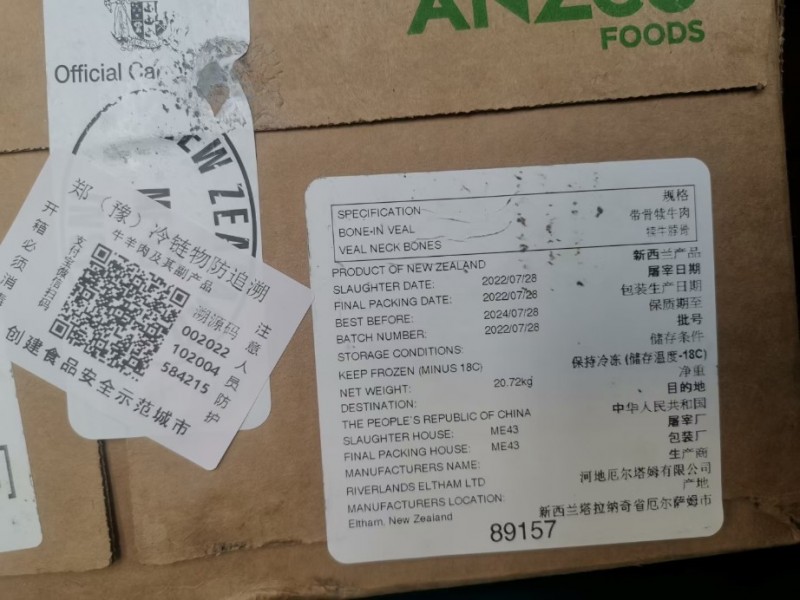 ANZCO
FOODS
Official
NEW ZEA
郑（豫）冷链物防追溯
牛羊肉及其副产品
开箱必须消毒
支付宝微信扫码
溯源码
002022
102004
584215
注意人员防护
创建食品安全示范城市
SPECIFICATION 规格
BONE-IN VEAL 带骨犊牛肉
VEAL NECK BONES 犊牛脖骨
PRODUCT OF NEW ZEALAND 新西兰产品
SLAUGHTER DATE: 2022/07/28 屠宰日期
FINAL PACKING DATE: 2022/07/28 包装生产日期
BEST BEFORE: 2024/07/28 保质期至
BATCH NUMBER: 2022/07/28 批号
STORAGE CONDITIONS: 储存条件
KEEP FROZEN (MINUS 18C) 保持冷冻 (储存温度-18C)
NET WEIGHT: 20.72kg 净重
DESTINATION: 目的地
THE PEOPLE'S REPUBLIC OF CHINA 中华人民共和国
SLAUGHTER HOUSE: ME43 屠宰厂
FINAL PACKING HOUSE: ME43 包装厂
MANUFACTURERS NAME: 生产商
RIVERLANDS ELTHAM LTD 河地厄尔塔姆有限公司
MANUFACTURERS LOCATION: 产地
Eltham, New Zealand 新西兰塔拉纳奇省厄尔萨姆市
89157